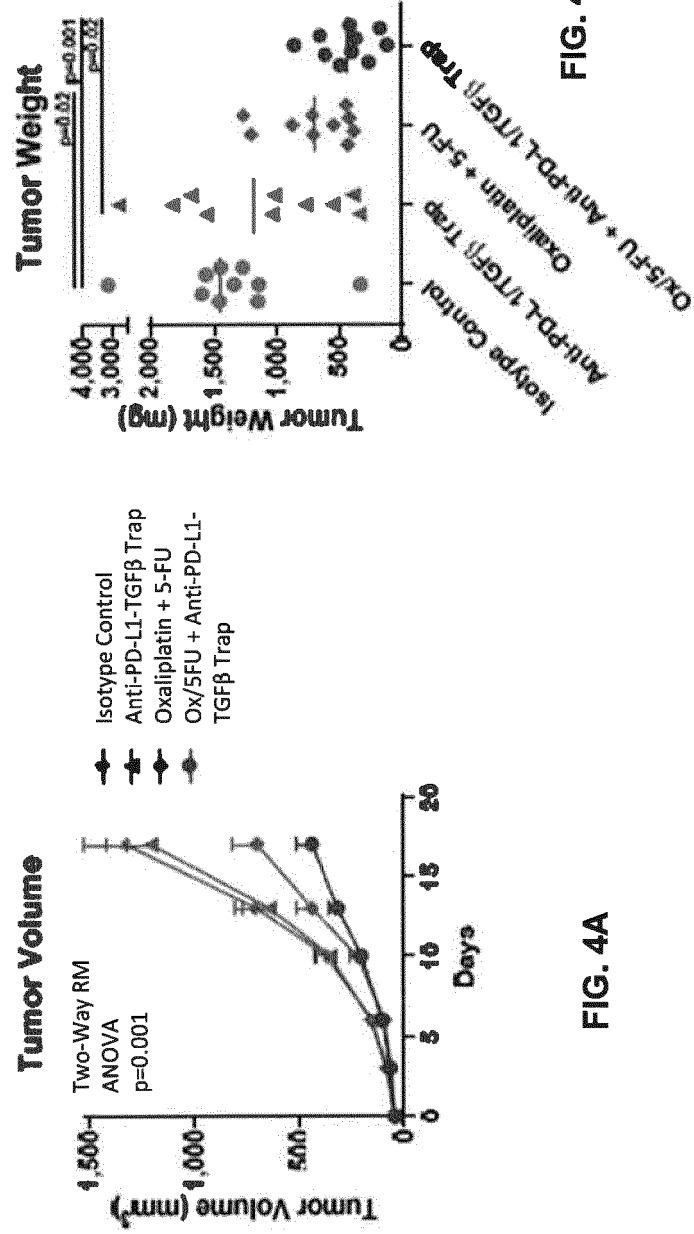 Tumor Volume
Two-Way RM
ANOVA
p=0.001
Tumor Volume (mm³)
1,500
1,000
500
0
0 5 10 15 20
Days
Isotype Control
Anti-PD-L1-TGFβ Trap
Oxaliplatin + 5-FU
Ox/5FU + Anti-PD-L1-
TGFβ Trap
FIG. 4A
Tumor Weight
p=0.001
p=0.02
p=0.02
Tumor Weight (mg)
4,000
3,000
2,000
1,500
1,000
500
0
Isotype Control
Anti-PD-L1/TGFβ Trap
Oxaliplatin + 5-FU
Ox/5-FU + Anti-PD-L1/TGFβ Trap
FIG.